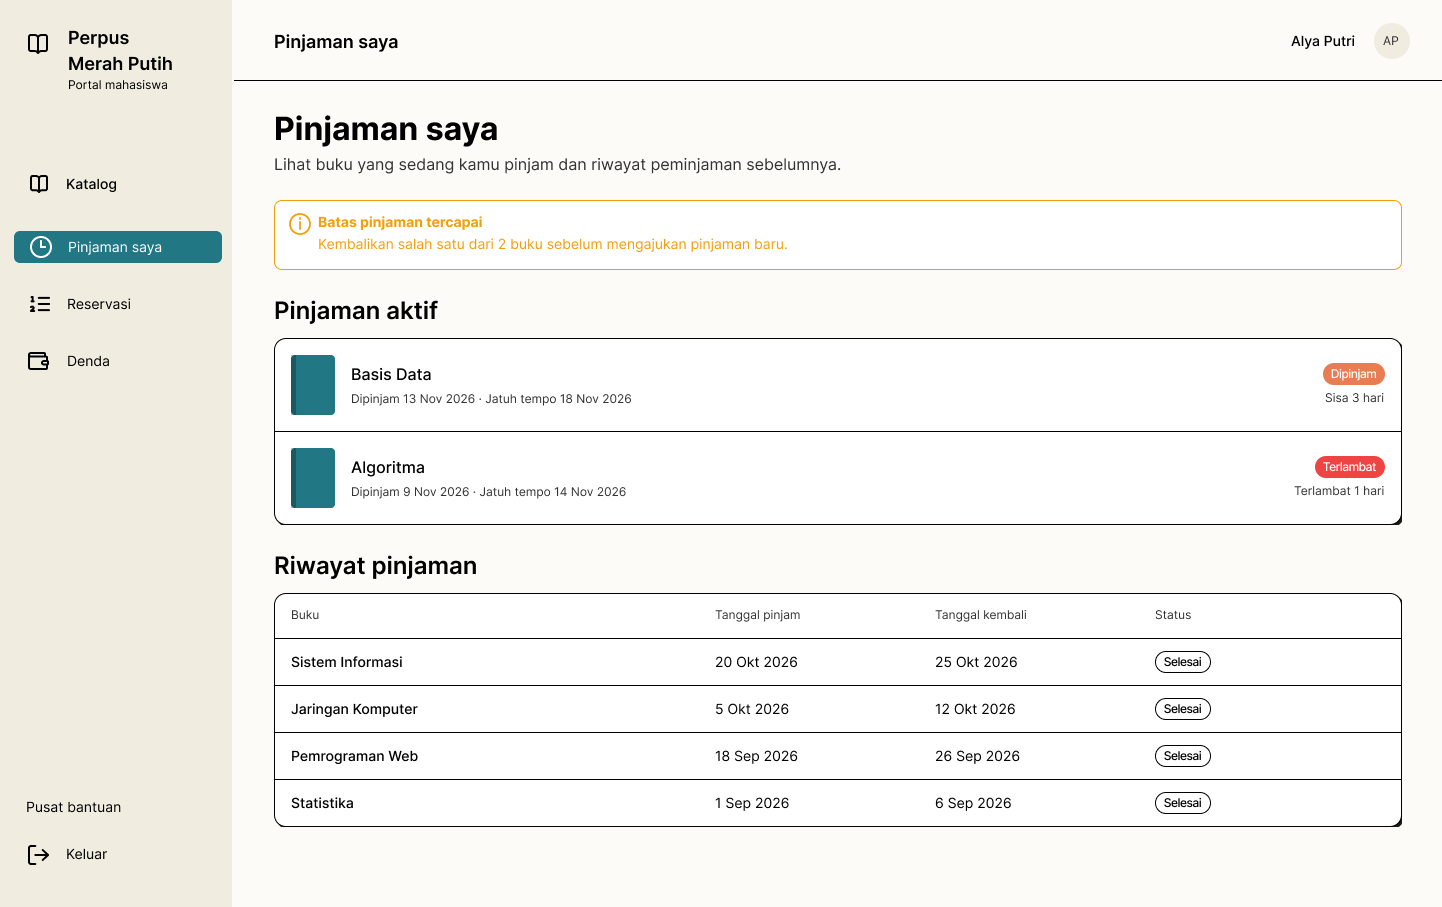 Perpus
Merah Putih
Portal mahasiswa
Katalog
Pinjaman saya
Reservasi
Denda
Pusat bantuan
Keluar
Pinjaman saya
Alya Putri
AP
Pinjaman saya
Lihat buku yang sedang kamu pinjam dan riwayat peminjaman sebelumnya.
Batas pinjaman tercapai
Kembalikan salah satu dari 2 buku sebelum mengajukan pinjaman baru.
Pinjaman aktif
Basis Data
Dipinjam 13 Nov 2026 · Jatuh tempo 18 Nov 2026
Dipinjam
Sisa 3 hari
Algoritma
Dipinjam 9 Nov 2026 · Jatuh tempo 14 Nov 2026
Terlambat
Terlambat 1 hari
Riwayat pinjaman
Buku Tanggal pinjam Tanggal kembali Status
Sistem Informasi 20 Okt 2026 25 Okt 2026 Selesai
Jaringan Komputer 5 Okt 2026 12 Okt 2026 Selesai
Pemrograman Web 18 Sep 2026 26 Sep 2026 Selesai
Statistika 1 Sep 2026 6 Sep 2026 Selesai